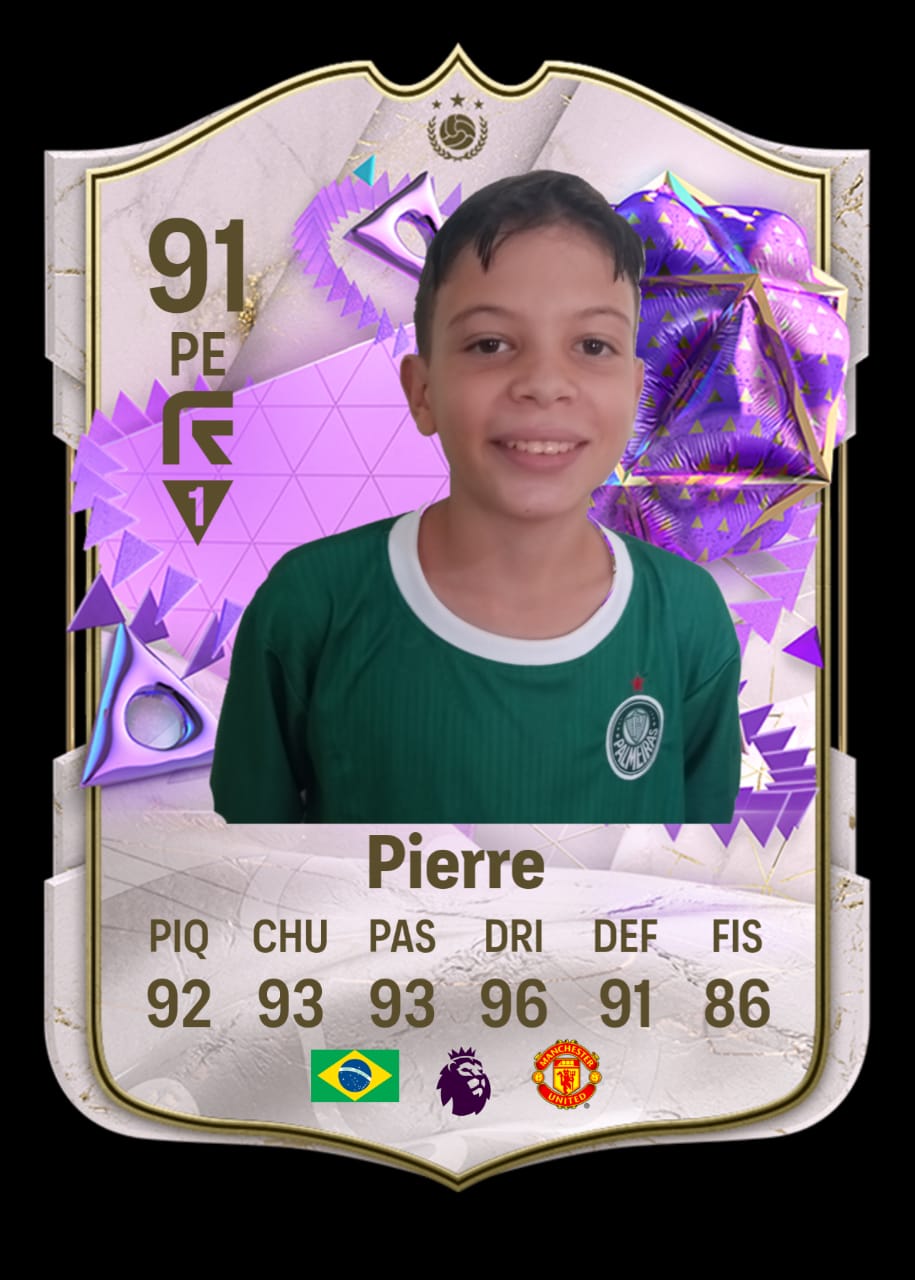 91
PE
1
PALMEIRAS
Pierre
PIQ CHU PAS DRI DEF FIS
92 93 93 96 91 86
MANCHESTER
UNITED